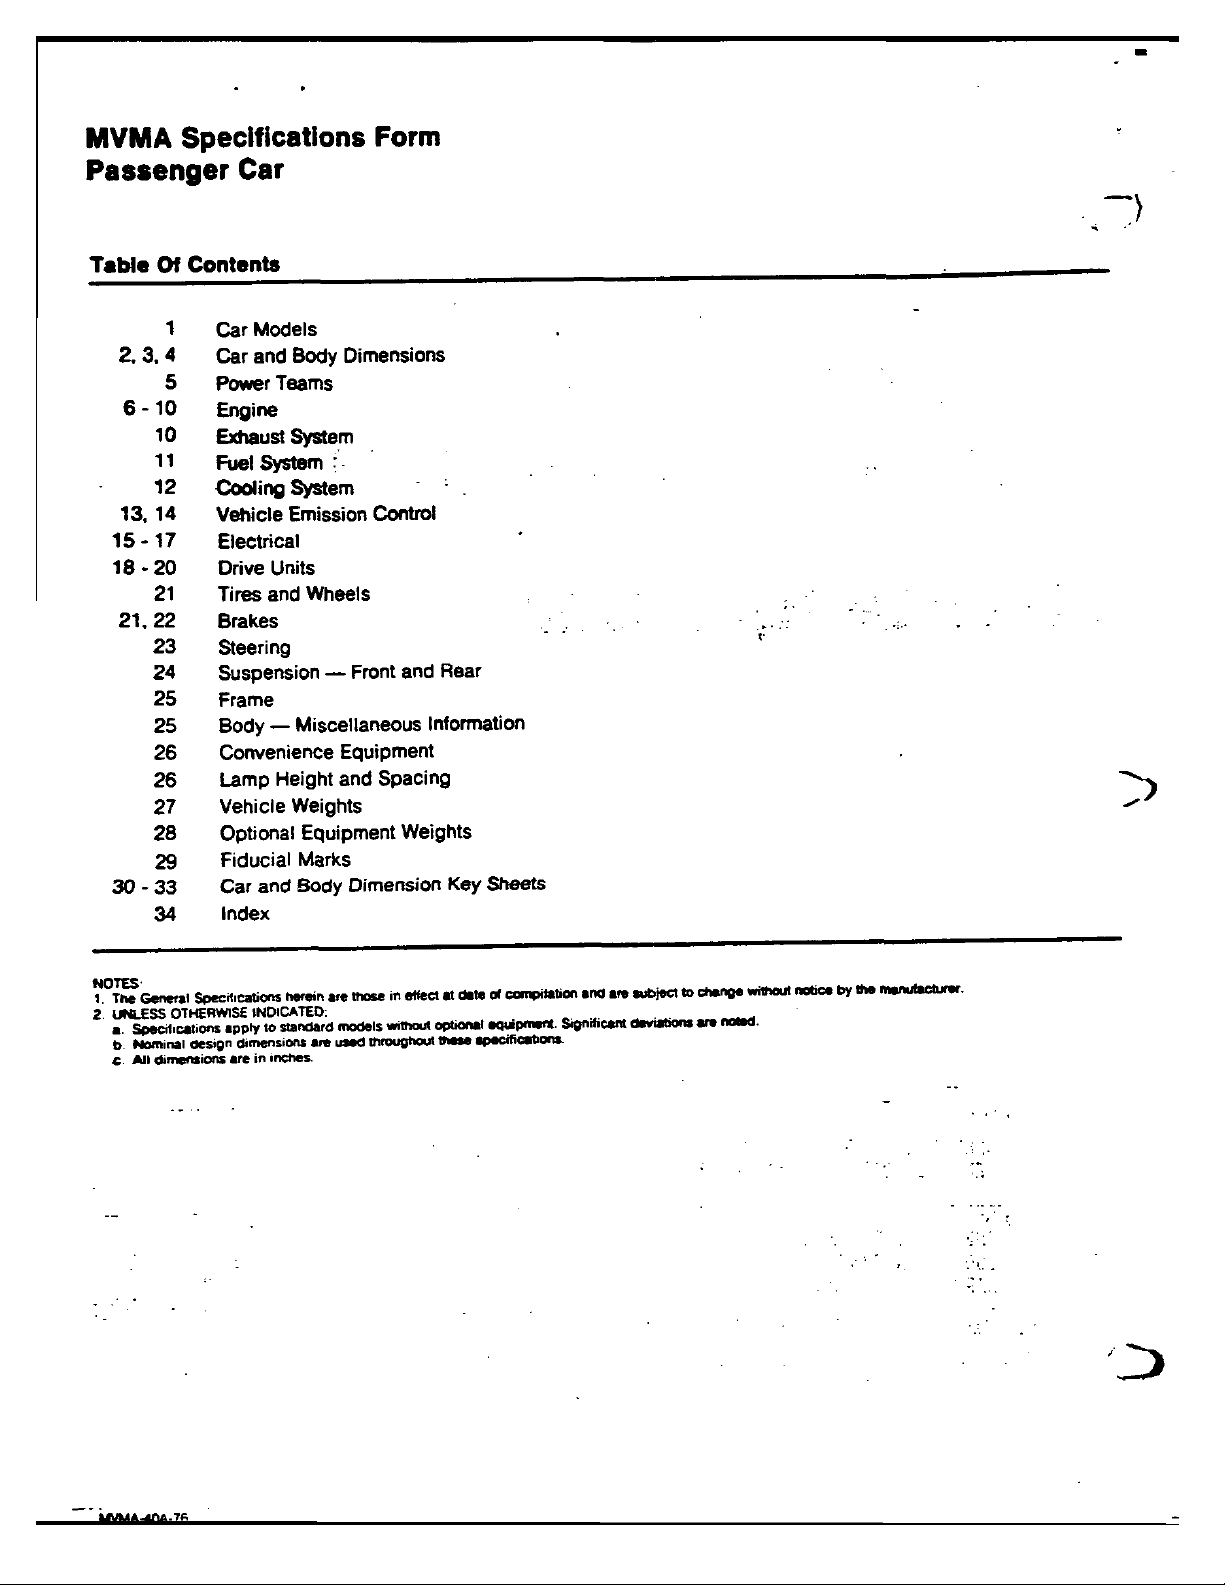 MVMA Specifications Form
Passenger Car
Table Of Contents
1 Car Models
2, 3, 4 Car and Body Dimensions
5 Power Teams
6 - 10 Engine
10 Exhaust System
11 Fuel System
12 Cooling System
13, 14 Vehicle Emission Control
15 - 17 Electrical
18 - 20 Drive Units
21 Tires and Wheels
21, 22 Brakes
23 Steering
24 Suspension — Front and Rear
25 Frame
25 Body — Miscellaneous Information
26 Convenience Equipment
26 Lamp Height and Spacing
27 Vehicle Weights
28 Optional Equipment Weights
29 Fiducial Marks
30 - 33 Car and Body Dimension Key Sheets
34 Index
NOTES:
1. The General Specifications herein are those in effect at date of compilation and are subject to change without notice by the manufacturer.
2. UNLESS OTHERWISE INDICATED:
a. Specifications apply to standard models without optional equipment. Significant deviations are noted.
b. Nominal design dimensions are used throughout these specifications.
c. All dimensions are in inches.
MVMA-40A-76